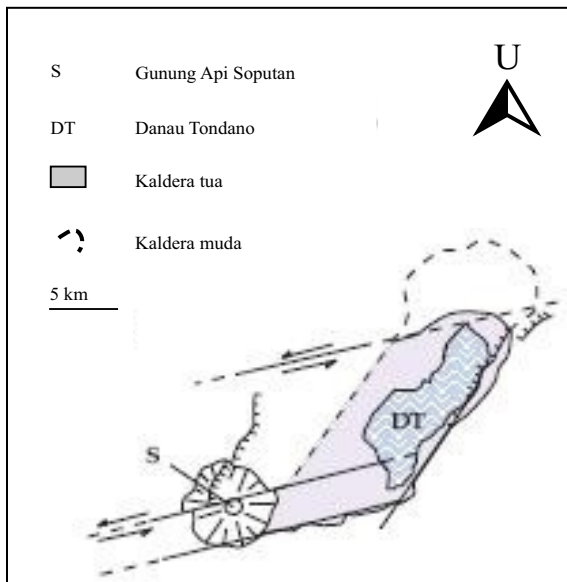 U
S Gunung Api Soputan
DT Danau Tondano
Kaldera tua
Kaldera muda
5 km
DT
S